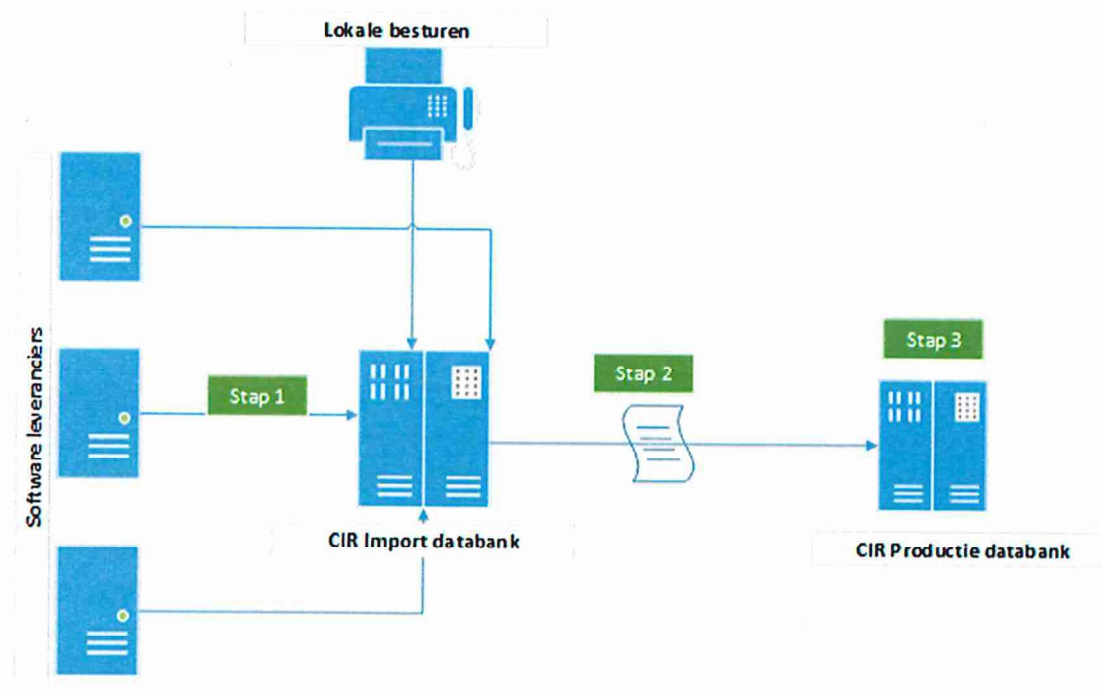 Lokale besturen
Software leveranciers
Stap 1
Stap 2
Stap 3
CIR Import databank
CIR Productie databank